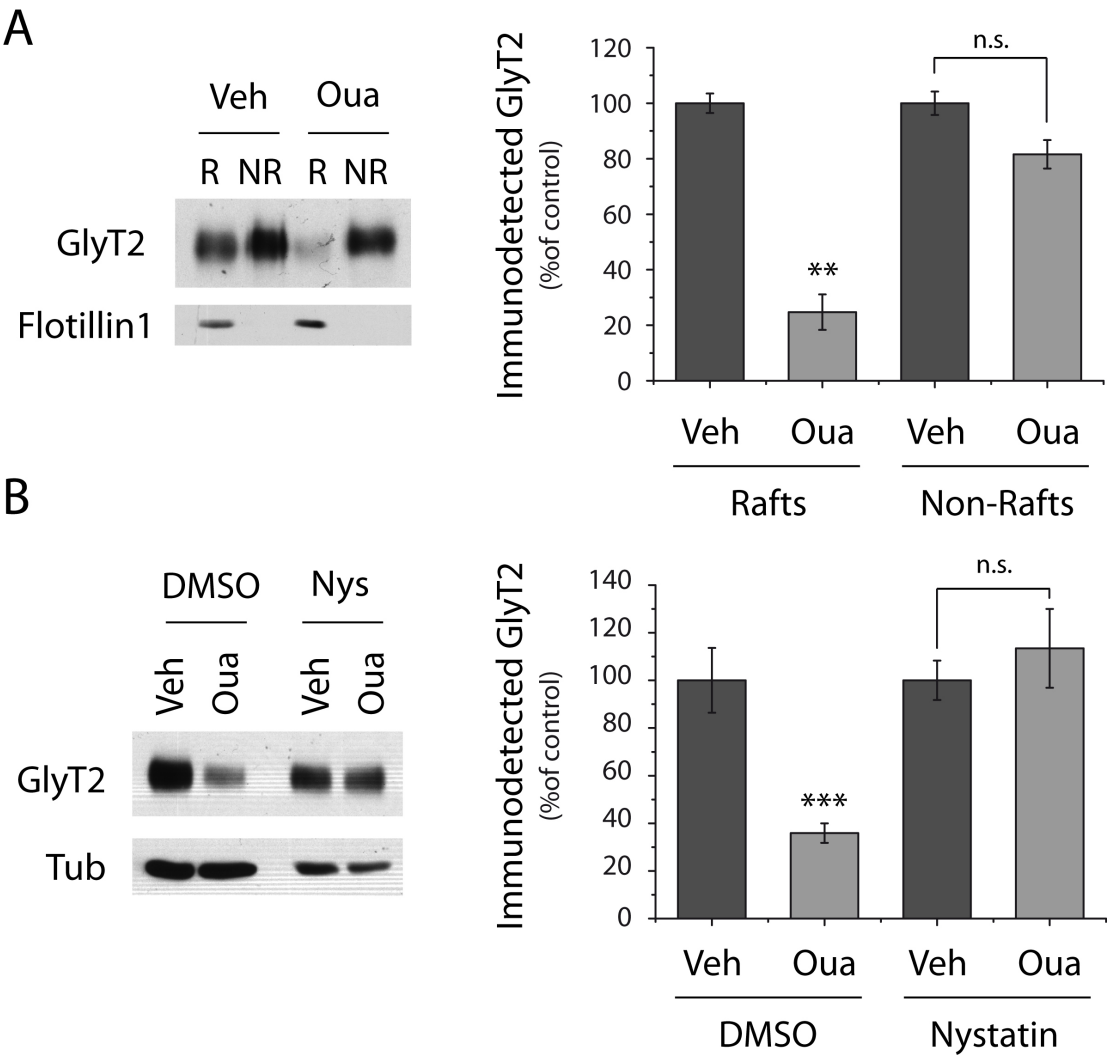 A
Veh Oua
R NR R NR
GlyT2
Flotillin1
Immunodetected GlyT2
(%of control)
120
100
80
60
40
20
0
n.s.
**
Veh Oua Veh Oua
Rafts Non-Rafts
B
DMSO Nys
Veh Oua Veh Oua
GlyT2
Tub
Immunodetected GlyT2
(%of control)
140
120
100
80
60
40
20
0
n.s.
***
Veh Oua Veh Oua
DMSO Nystatin